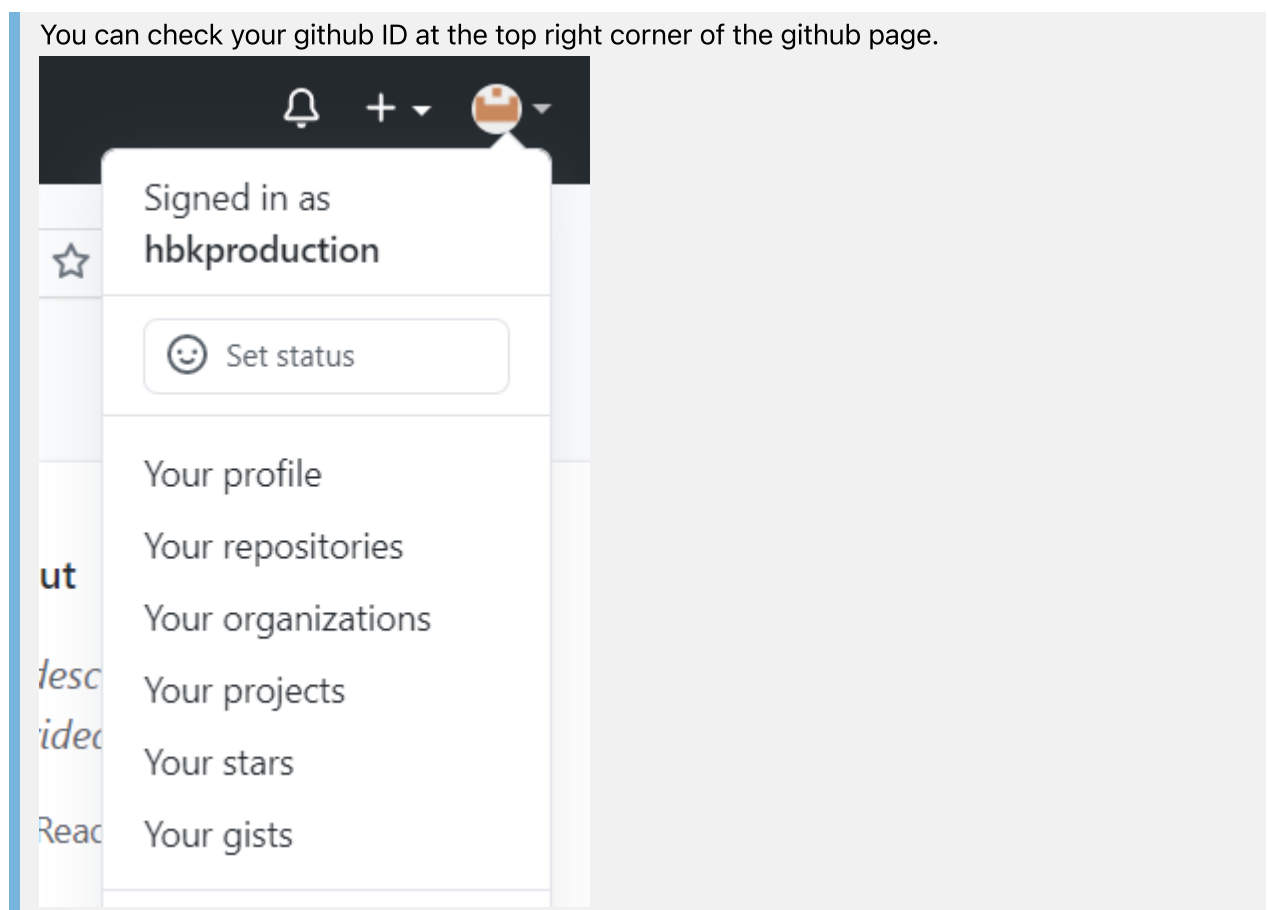 You can check your github ID at the top right corner of the github page.
Signed in as
hbkproduction
Set status
Your profile
Your repositories
ut
Your organizations
desc
Your projects
Your stars
Your gists